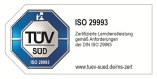 TÜV
SÜD
ISO 29993
Zertifizierte Lerndienstleistung
gemäß Anforderungen
der DIN ISO 29993
www.tuev-sued.de/ms-zert